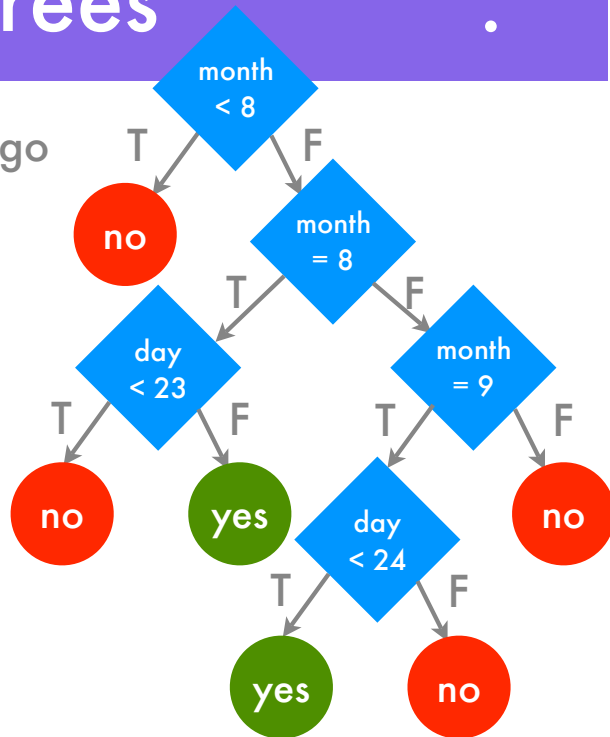 rees .
go
month
< 8
T
F
no
month
= 8
T
F
day
< 23
month
= 9
T
F
T
F
no
yes
day
< 24
no
T
F
yes
no